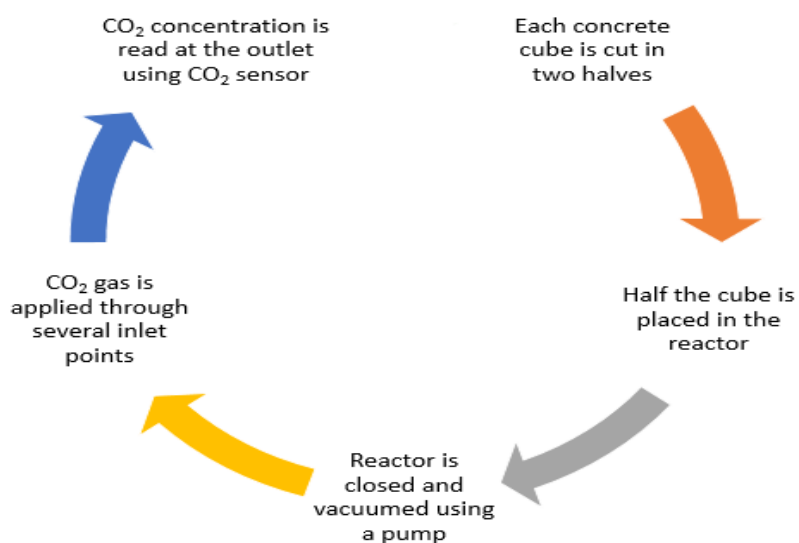 Each concrete
cube is cut in
two halves
Half the cube is
placed in the
reactor
Reactor is
closed and
vacuumed using
a pump
CO₂ gas is
applied through
several inlet
points
CO₂ concentration is
read at the outlet
using CO₂ sensor